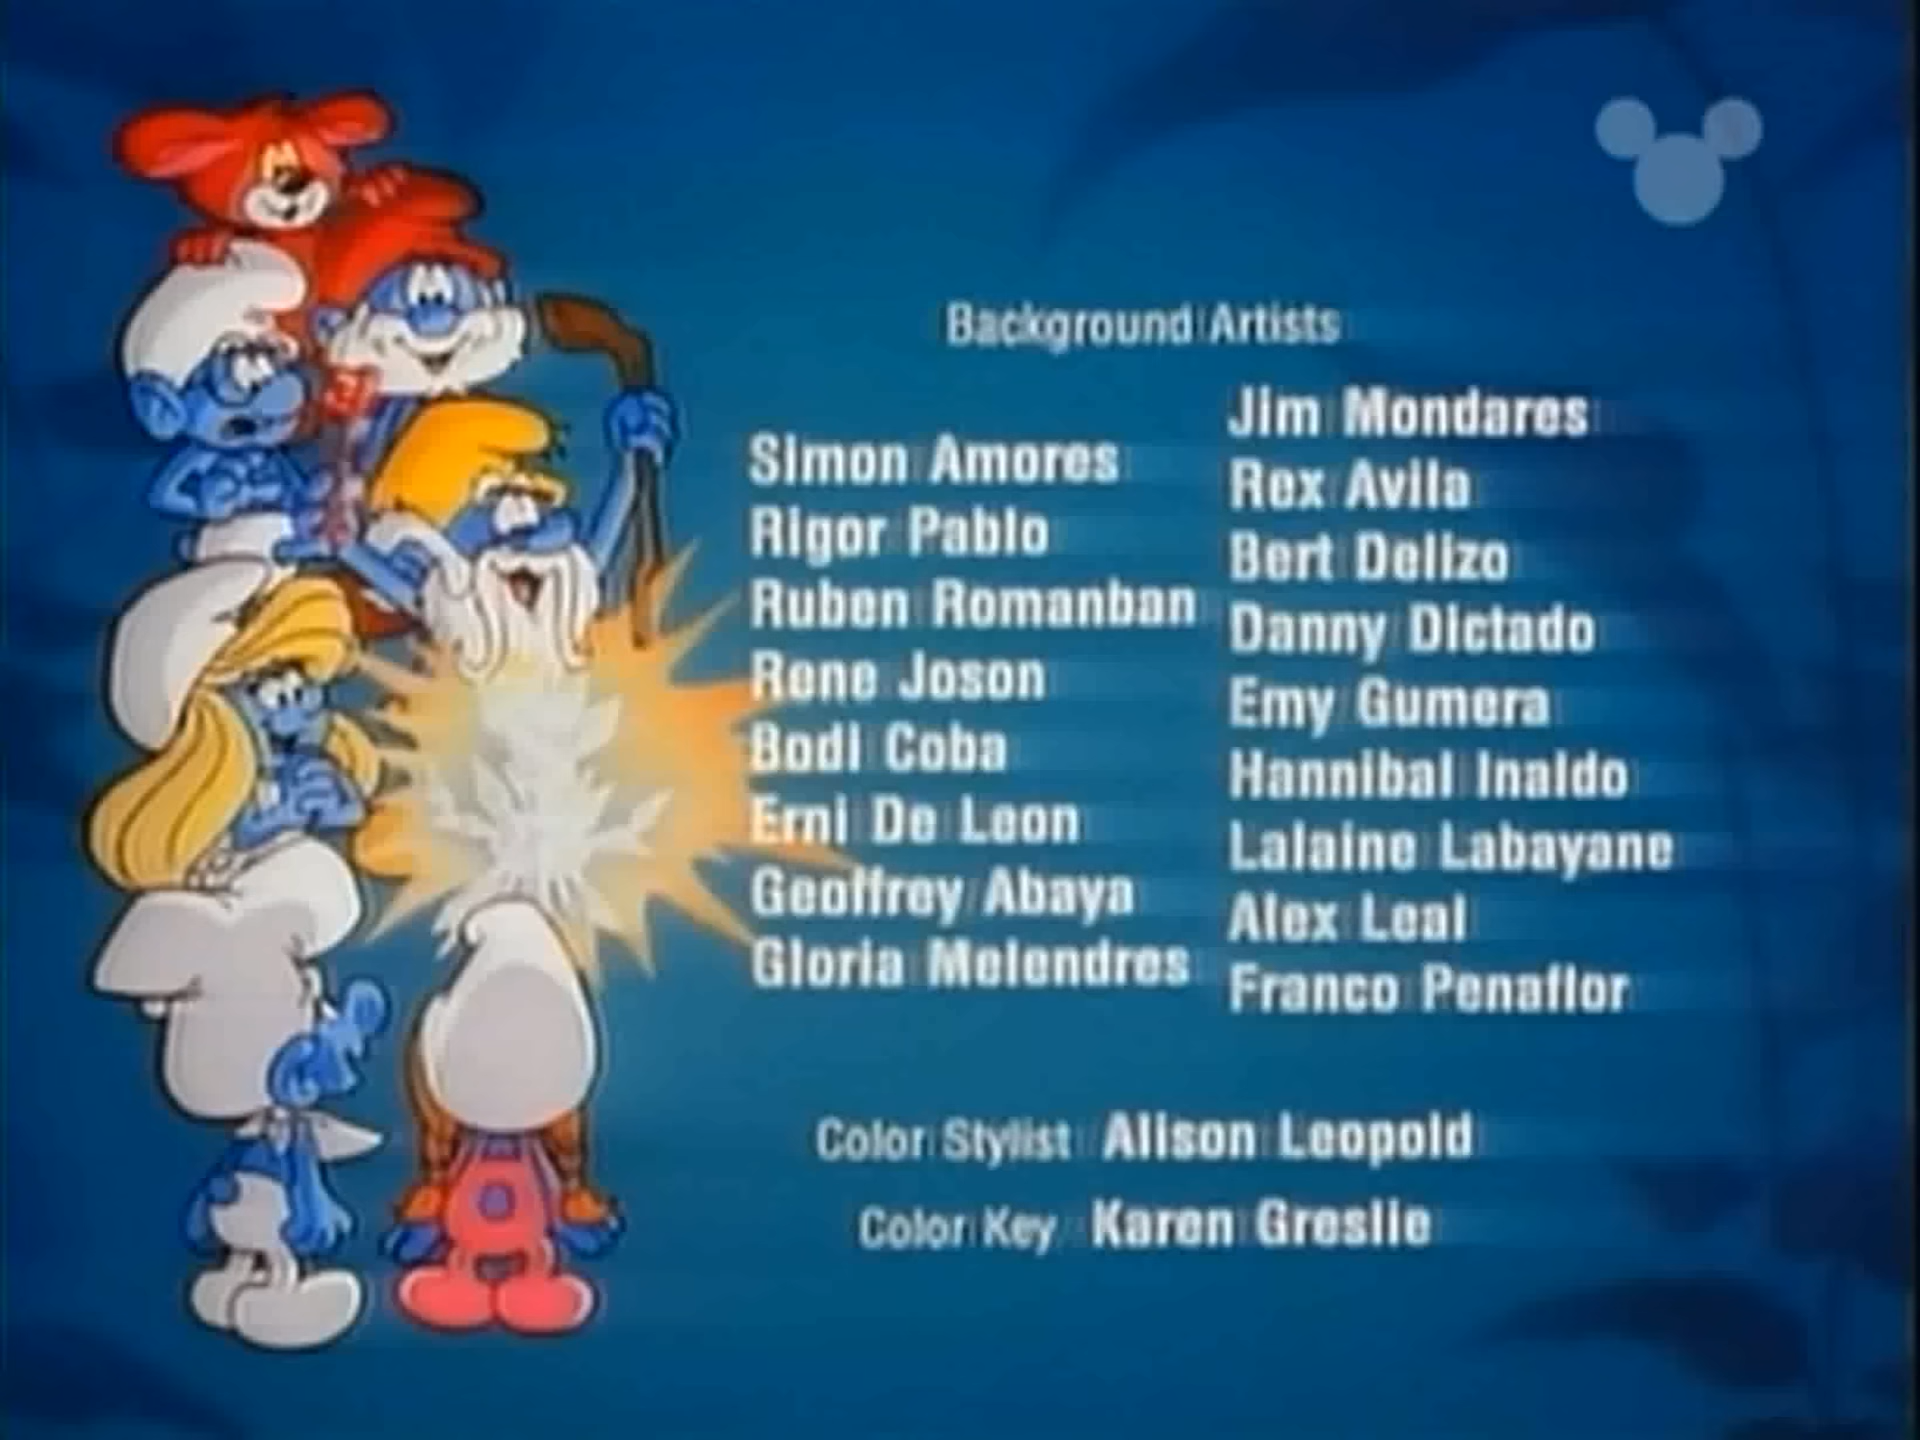 Background Artists
Simon Amores
Rigor Pablo
Ruben Romanban
Rene Joson
Bodi Coba
Erni De Leon
Geoffrey Abaya
Gloria Melendres
Jim Mondares
Rex Avila
Bert Delizo
Danny Dictado
Emy Gumera
Hannibal Inaldo
Lalaine Labayane
Alex Leal
Franco Penaflor
Color Stylist Alison Leopold
Color Key Karen Greslie